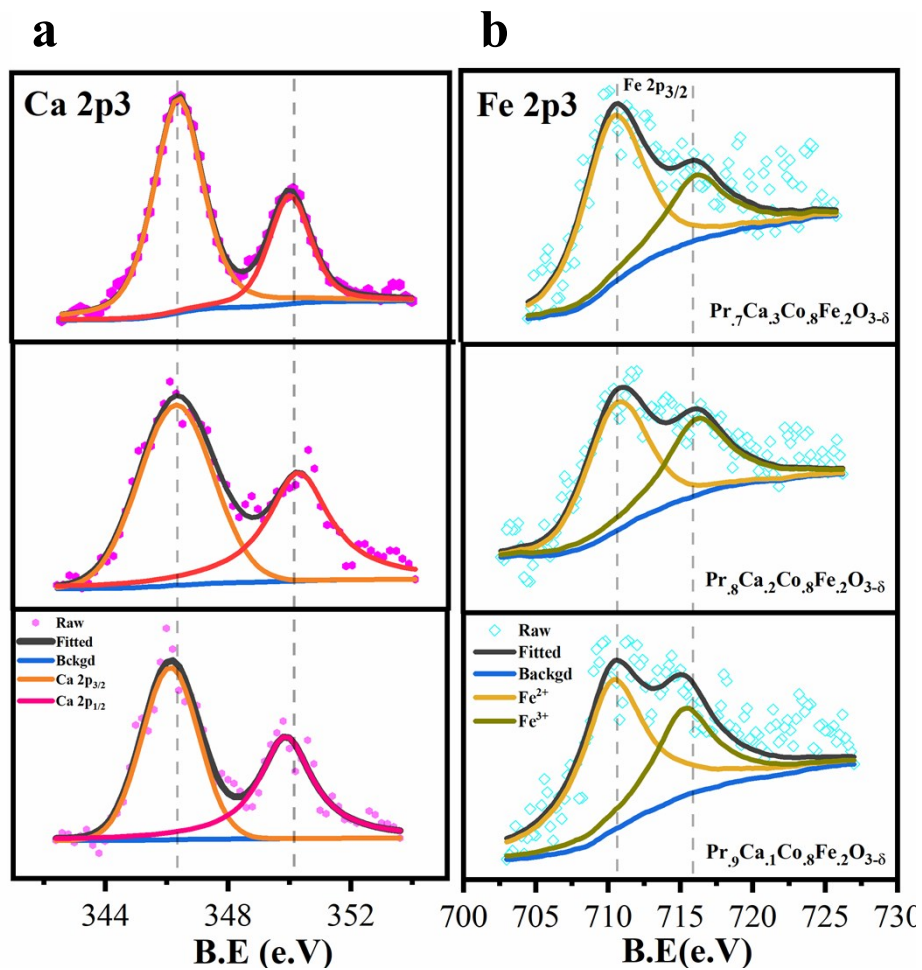 a
b
Ca 2p3
Raw
Fitted
Bckgd
Ca 2p₃/₂
Ca 2p₁/₂
344
348
352
B.E (e.V)
Fe 2p3
Fe 2p₃/₂
Pr.₇Ca.₃Co.₈Fe.₂O₃₋δ
Pr.₈Ca.₂Co.₈Fe.₂O₃₋δ
Raw
Fitted
Backgd
Fe²⁺
Fe³⁺
Pr.₉Ca.₁Co.₈Fe.₂O₃₋δ
700 705 710 715 720 725 730
B.E(e.V)